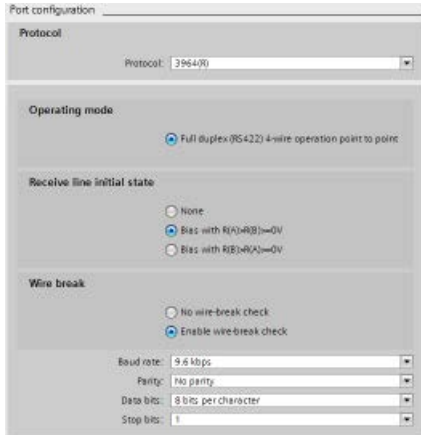 Port configuration
Protocol
Protocol: 3964(R)
Operating mode
Full duplex (RS422) 4-wire operation point to point
Receive line initial state
None
Bias with R(A)>R(B)>=0V
Bias with R(B)>R(A)>=0V
Wire break
No wire-break check
Enable wire-break check
Baud rate: 9.6 kbps
Parity: No parity
Data bits: 8 bits per character
Stop bits: 1